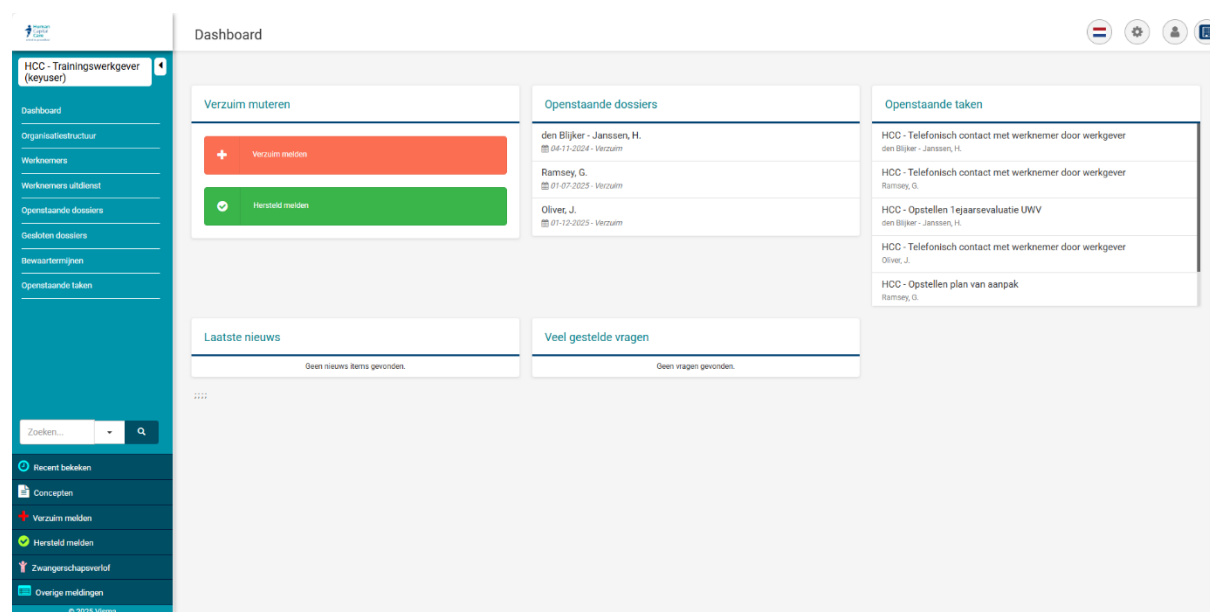 Human
Capital
Care
Dashboard
HCC - Trainingswerkgever
(keyuser)
Dashboard
Organisatiestructuur
Werknemers
Werknemers uitdienst
Openstaande dossiers
Gesloten dossiers
Bewaartermijnen
Openstaande taken
Zoeken...
Recent bekeken
Concepten
Verzuim melden
Hersteld melden
Zwangerschapsverlof
Overige meldingen
© 2025 Visma
Verzuim muteren
Verzuim melden
Hersteld melden
Openstaande dossiers
den Blijker - Janssen, H.
04-11-2024 - Verzuim
Ramsey, G.
01-07-2025 - Verzuim
Oliver, J.
01-12-2025 - Verzuim
Openstaande taken
HCC - Telefonisch contact met werknemer door werkgever
den Blijker - Janssen, H.
HCC - Telefonisch contact met werknemer door werkgever
Ramsey, G.
HCC - Opstellen 1ejaarsevaluatie UWV
den Blijker - Janssen, H.
HCC - Telefonisch contact met werknemer door werkgever
Oliver, J.
HCC - Opstellen plan van aanpak
Ramsey, G.
Laatste nieuws
Geen nieuws items gevonden.
Veel gestelde vragen
Geen vragen gevonden.
;;;;